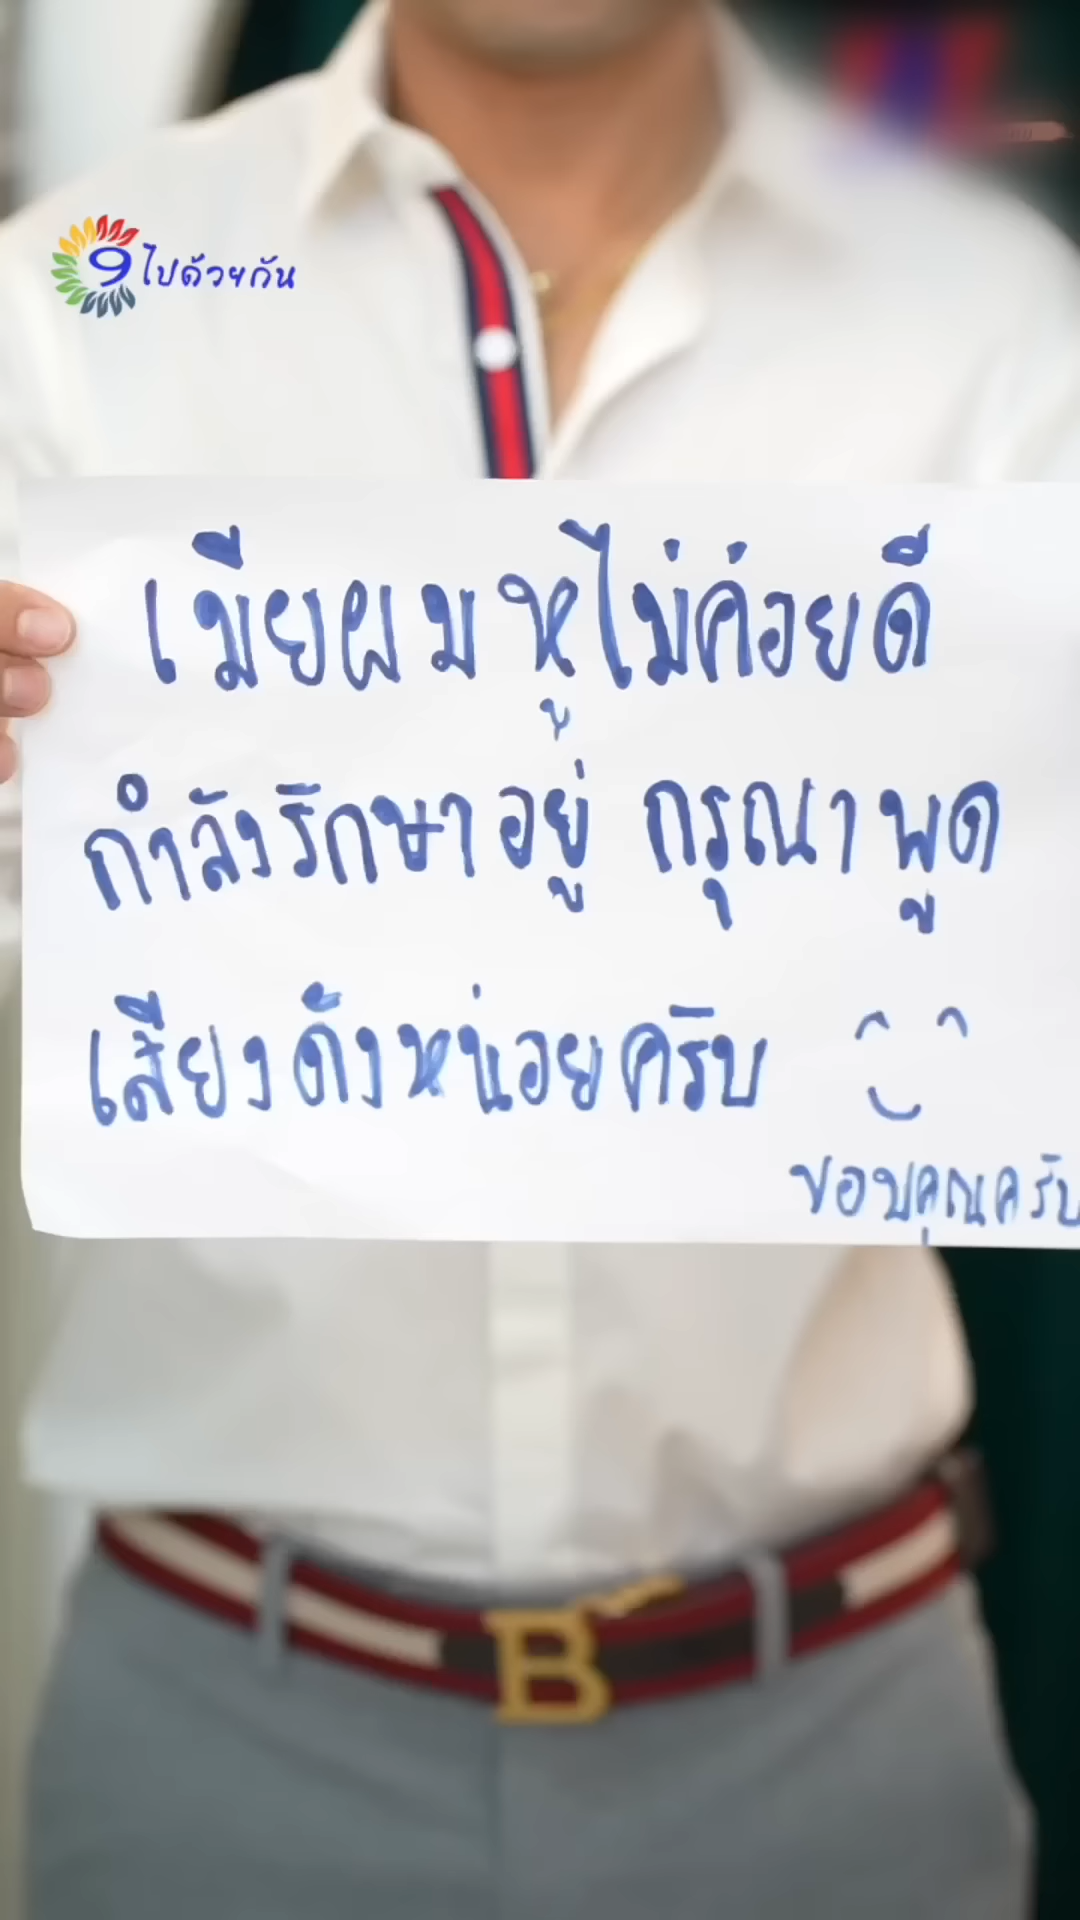 9 ไปด้วยกัน
เมียผมหูไม่ค่อยดี
กำลังรักษาอยู่ กรุณาพูด
เสียงดังหน่อยครับ
ขอบคุณครับ
B